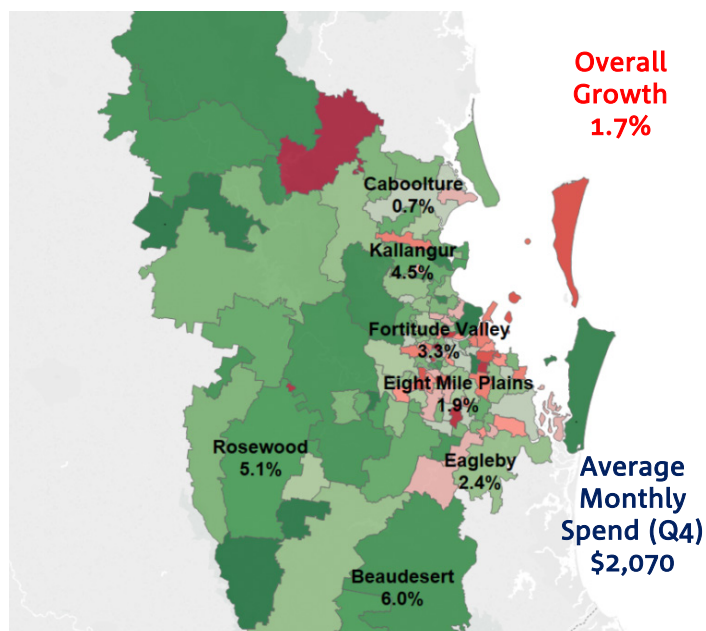 Overall
Growth
1.7%
Caboolture
0.7%
Kallangur
4.5%
Fortitude Valley
3.3%
Eight Mile Plains
1.9%
Rosewood
5.1%
Eagleby
2.4%
Average
Monthly
Spend (Q4)
$2,070
Beaudesert
6.0%